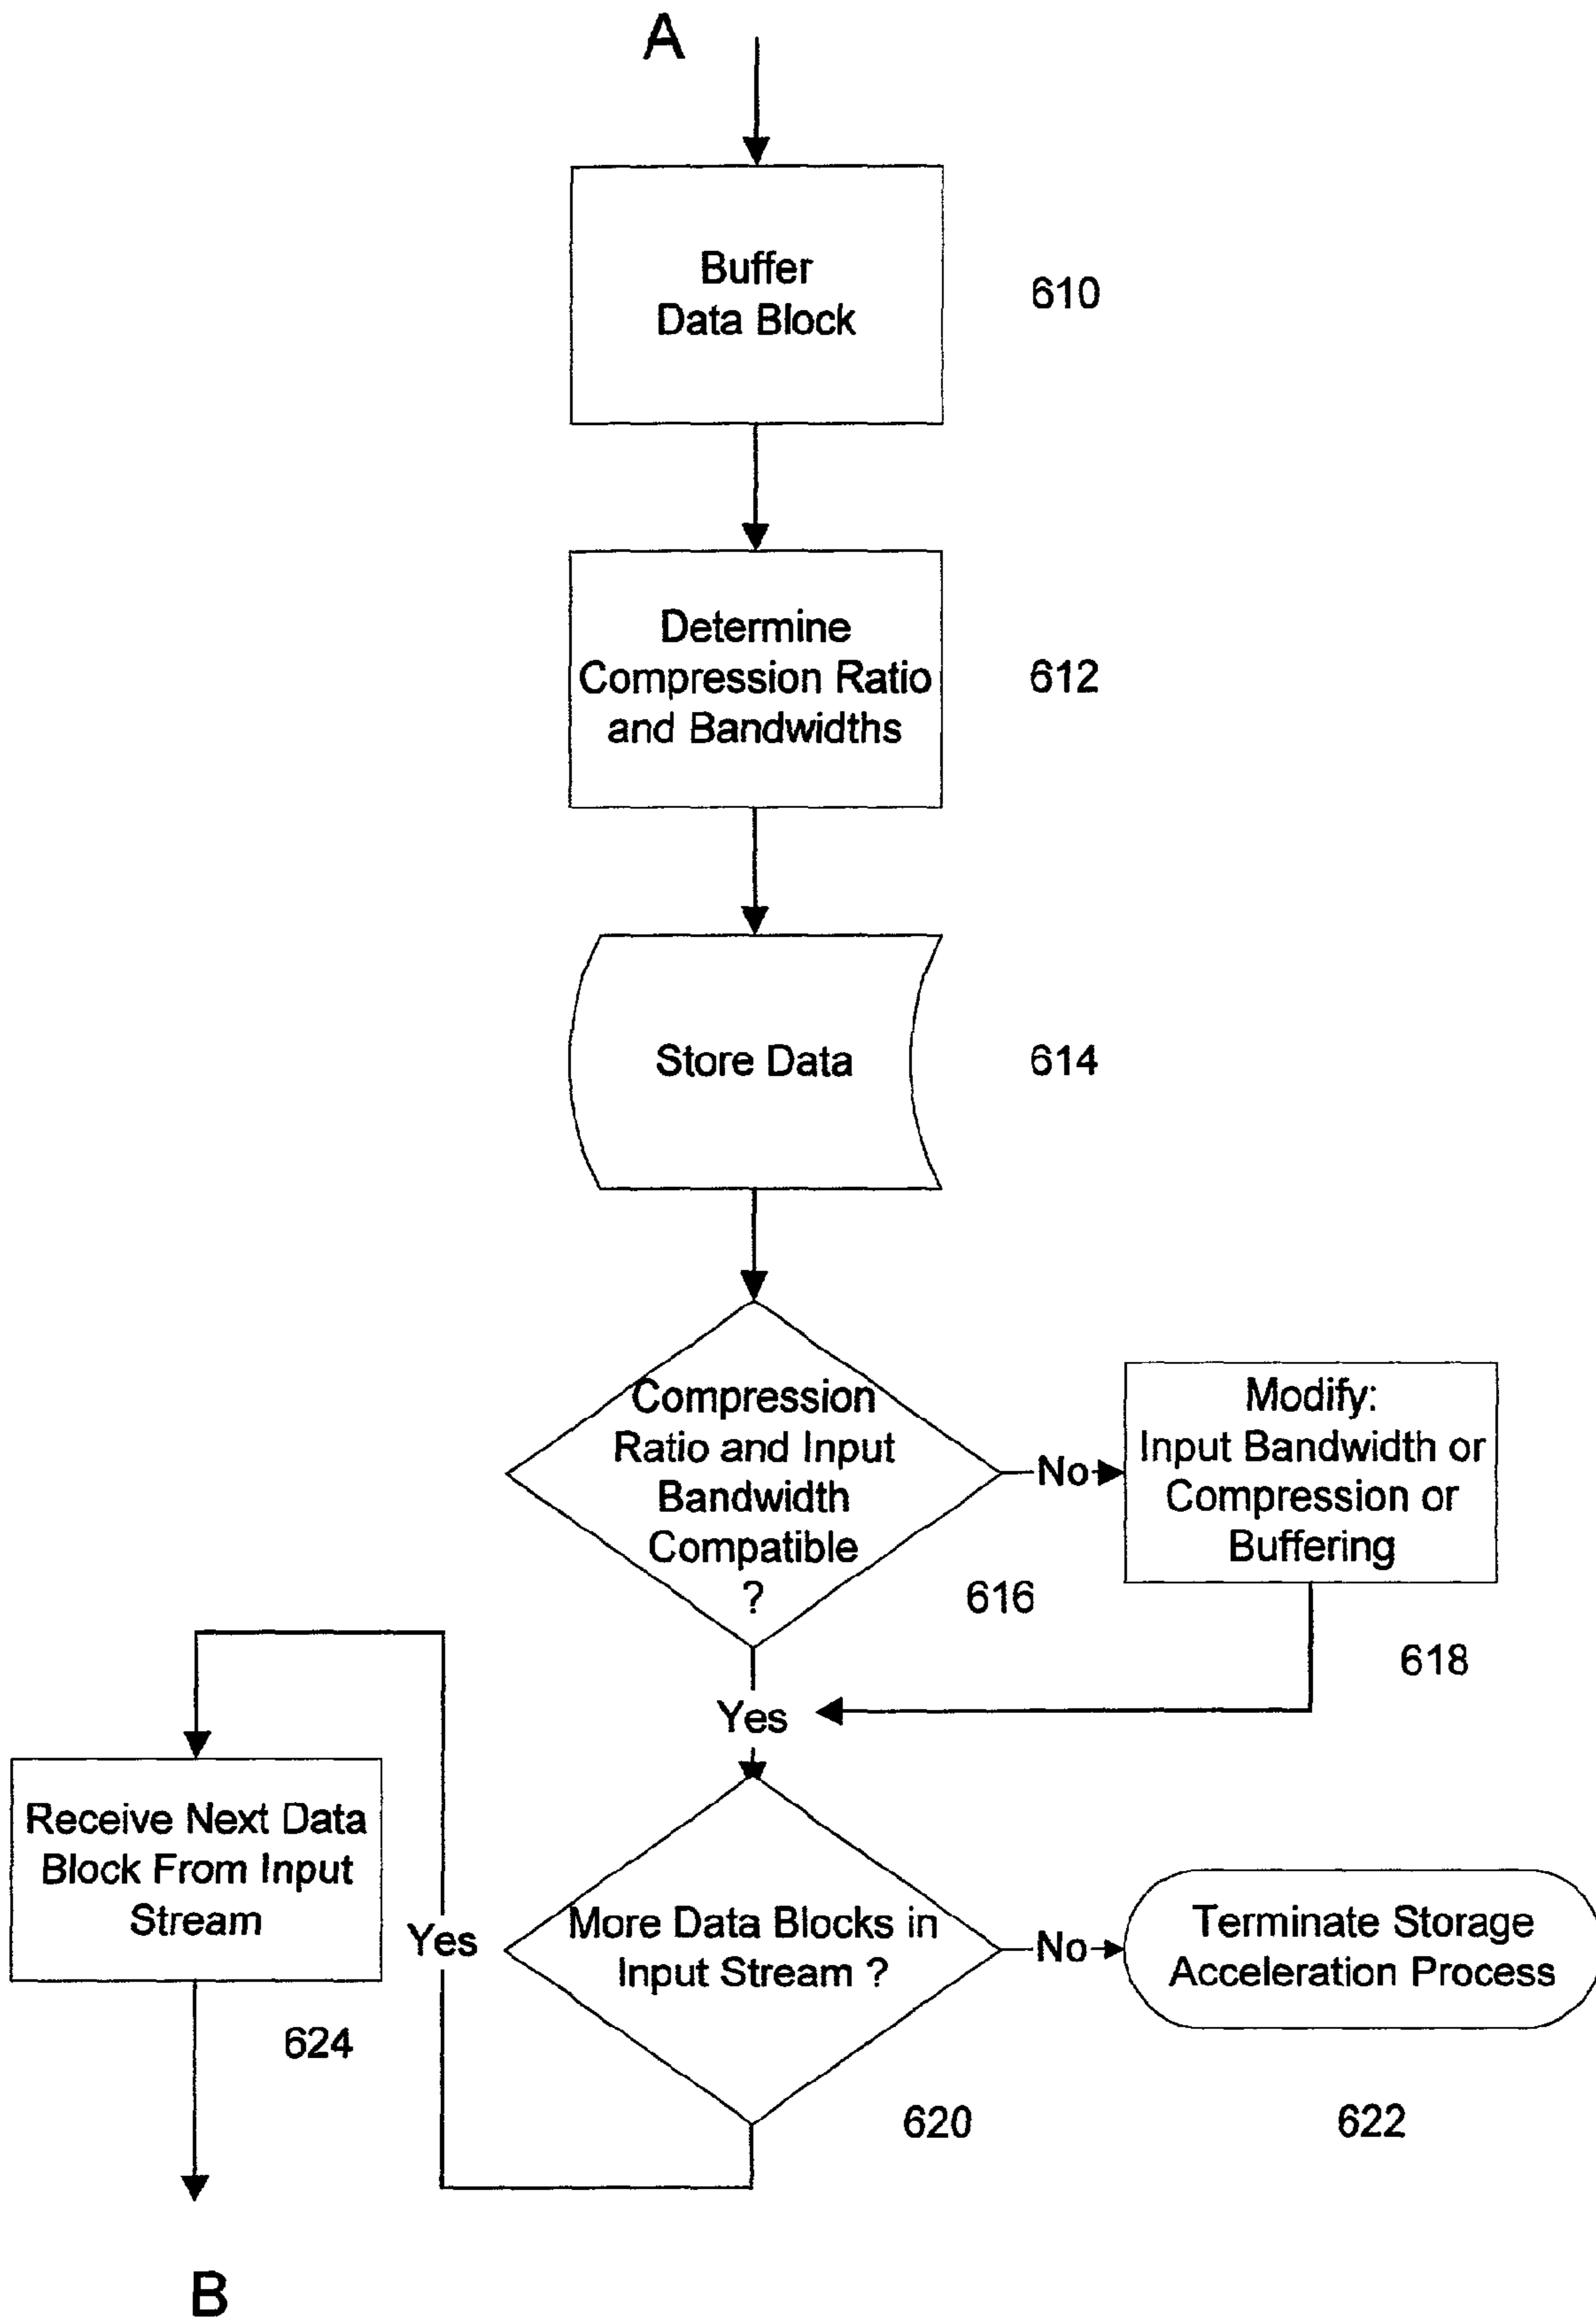 A
Buffer
Data Block
610
Determine
Compression Ratio
and Bandwidths
612
Store Data
614
Compression
Ratio and Input
Bandwidth
Compatible
?
616
No
Modify:
Input Bandwidth or
Compression or
Buffering
618
Yes
More Data Blocks in
Input Stream ?
620
No
Terminate Storage
Acceleration Process
622
Yes
Receive Next Data
Block From Input
Stream
624
B